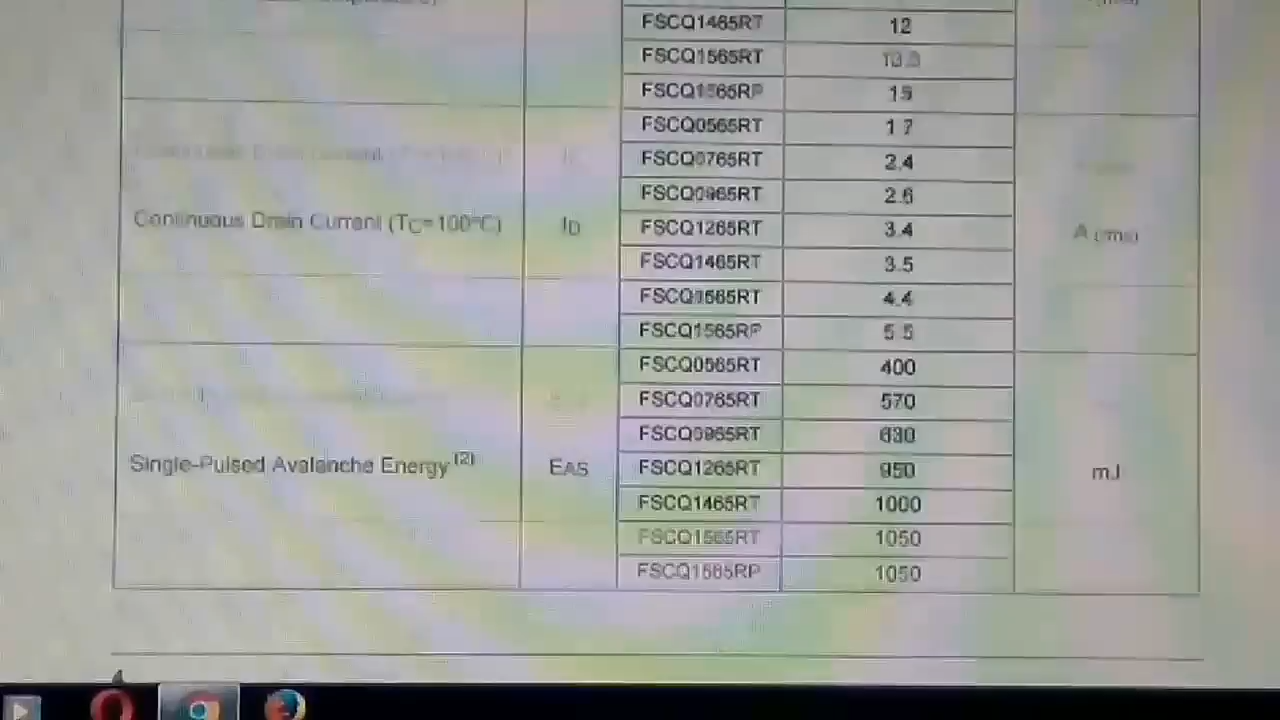 FSCQ1465RT 12
FSCQ1565RT
FSCQ1565RP 15
FSCQ0565RT 1.7
FSCQ0765RT 2.4
FSCQ0965RT 2.6
Continuous Drain Current (TC=100°C) ID FSCQ1265RT 3.4 A (rms)
FSCQ1465RT 3.5
FSCQ1565RT 4.4
FSCQ1565RP 5.5
FSCQ0565RT 400
FSCQ0765RT 570
FSCQ0965RT 630
Single-Pulsed Avalanche Energy (2) EAS FSCQ1265RT 950 mJ
FSCQ1465RT 1000
FSCQ1565RT 1050
FSCQ1565RP 1050